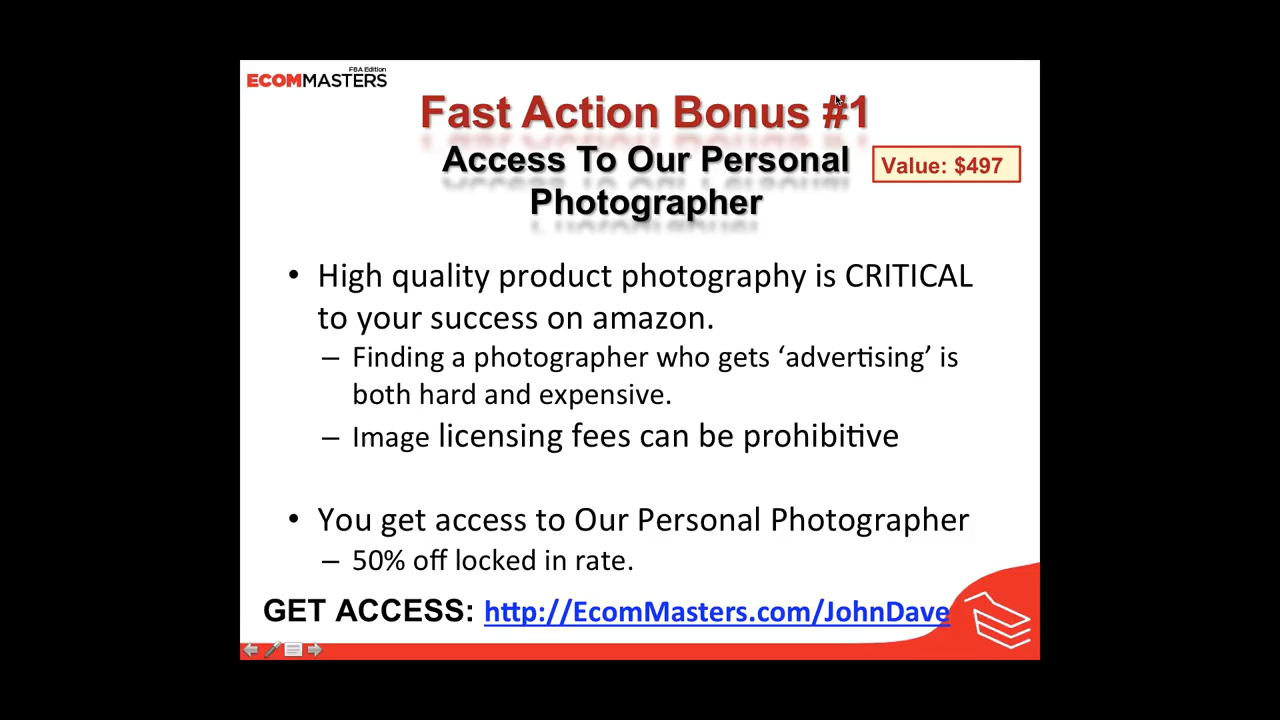 FBA Edition
ECOMMASTERS
Fast Action Bonus #1
Access To Our Personal
Photographer
Value: $497
• High quality product photography is CRITICAL
to your success on amazon.
– Finding a photographer who gets ‘advertising’ is
both hard and expensive.
– Image licensing fees can be prohibitive
• You get access to Our Personal Photographer
– 50% off locked in rate.
GET ACCESS: http://EcomMasters.com/JohnDave